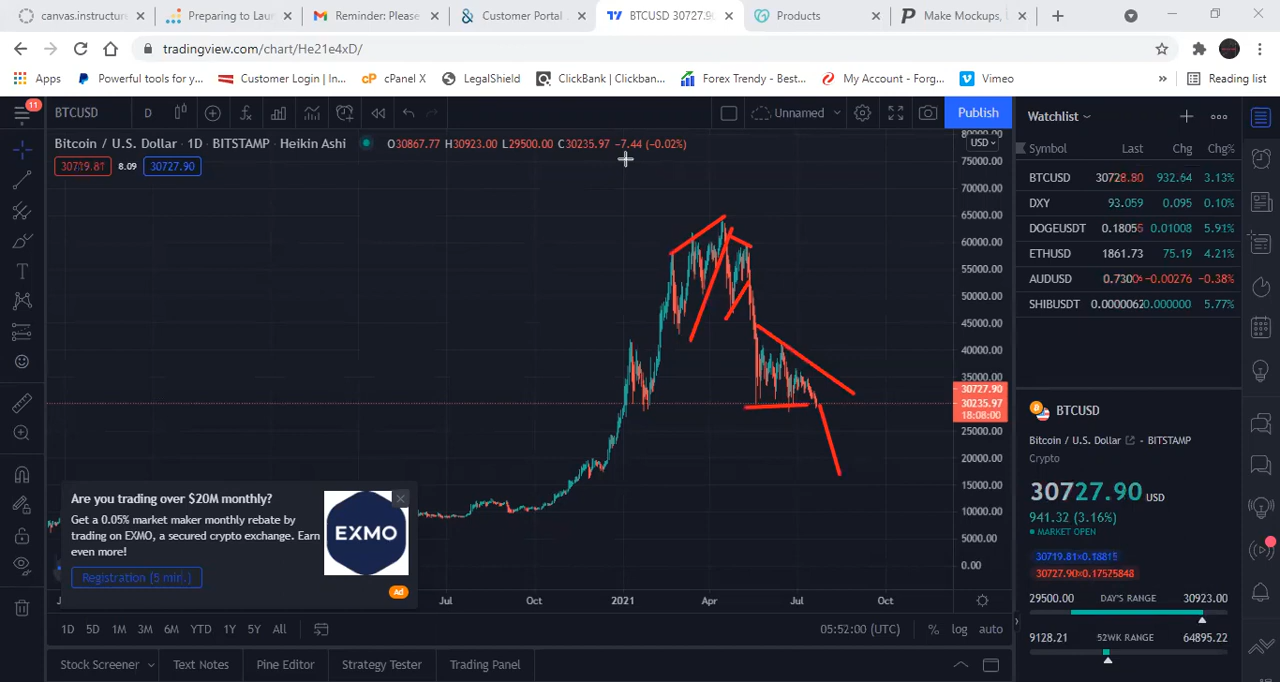 canvas.instructure
Preparing to Lau
Reminder: Please
Customer Portal
BTCUSD 30727.90
Products
Make Mockups,
tradingview.com/chart/He21e4xD/
Apps
Powerful tools for y...
Customer Login | In...
cPanel X
LegalShield
ClickBank | Clickban...
Forex Trendy - Best...
My Account - Forg...
Vimeo
»
Reading list
11
BTCUSD
D
Unnamed
Publish
Watchlist
Bitcoin / U.S. Dollar · 1D · BITSTAMP · Heikin Ashi
O30867.77 H30923.00 L29500.00 C30235.97 −7.44 (−0.02%)
30719.81
8.09
30727.90
80000.00
USD
75000.00
70000.00
65000.00
60000.00
55000.00
50000.00
45000.00
40000.00
35000.00
30727.90
30235.97
18:08:00
25000.00
20000.00
15000.00
10000.00
5000.00
0.00
Symbol Last Chg Chg%
BTCUSD 30728.80 932.64 3.13%
DXY 93.059 0.095 0.10%
DOGEUSDT 0.18055 0.01008 5.91%
ETHUSD 1861.73 75.19 4.21%
AUDUSD 0.73006 −0.00276 −0.38%
SHIBUSDT 0.0000062 0.000000 5.77%
BTCUSD
Bitcoin / U.S. Dollar - BITSTAMP
Crypto
30727.90 USD
941.32 (3.16%)
MARKET OPEN
30719.81×0.18815
30727.90×0.17575848
29500.00 DAY'S RANGE 30923.00
9128.21 52WK RANGE 64895.22
Are you trading over $20M monthly?
Get a 0.05% market maker monthly rebate by
trading on EXMO, a secured crypto exchange. Earn
even more!
Registration (5 min.)
EXMO
Ad
Jul
Oct
2021
Apr
Jul
Oct
1D 5D 1M 3M 6M YTD 1Y 5Y All
05:52:00 (UTC)
% log auto
Stock Screener
Text Notes
Pine Editor
Strategy Tester
Trading Panel